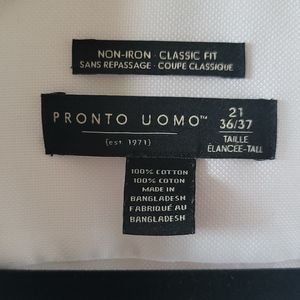 NON-IRON · CLASSIC FIT
SANS REPASSAGE · COUPE CLASSIQUE
PRONTO UOMO™
(est. 1971)
21
36/37
TAILLE
ÉLANCÉE-TALL
100% COTTON
100% COTON
MADE IN
BANGLADESH
FABRIQUÉ AU
BANGLADESH